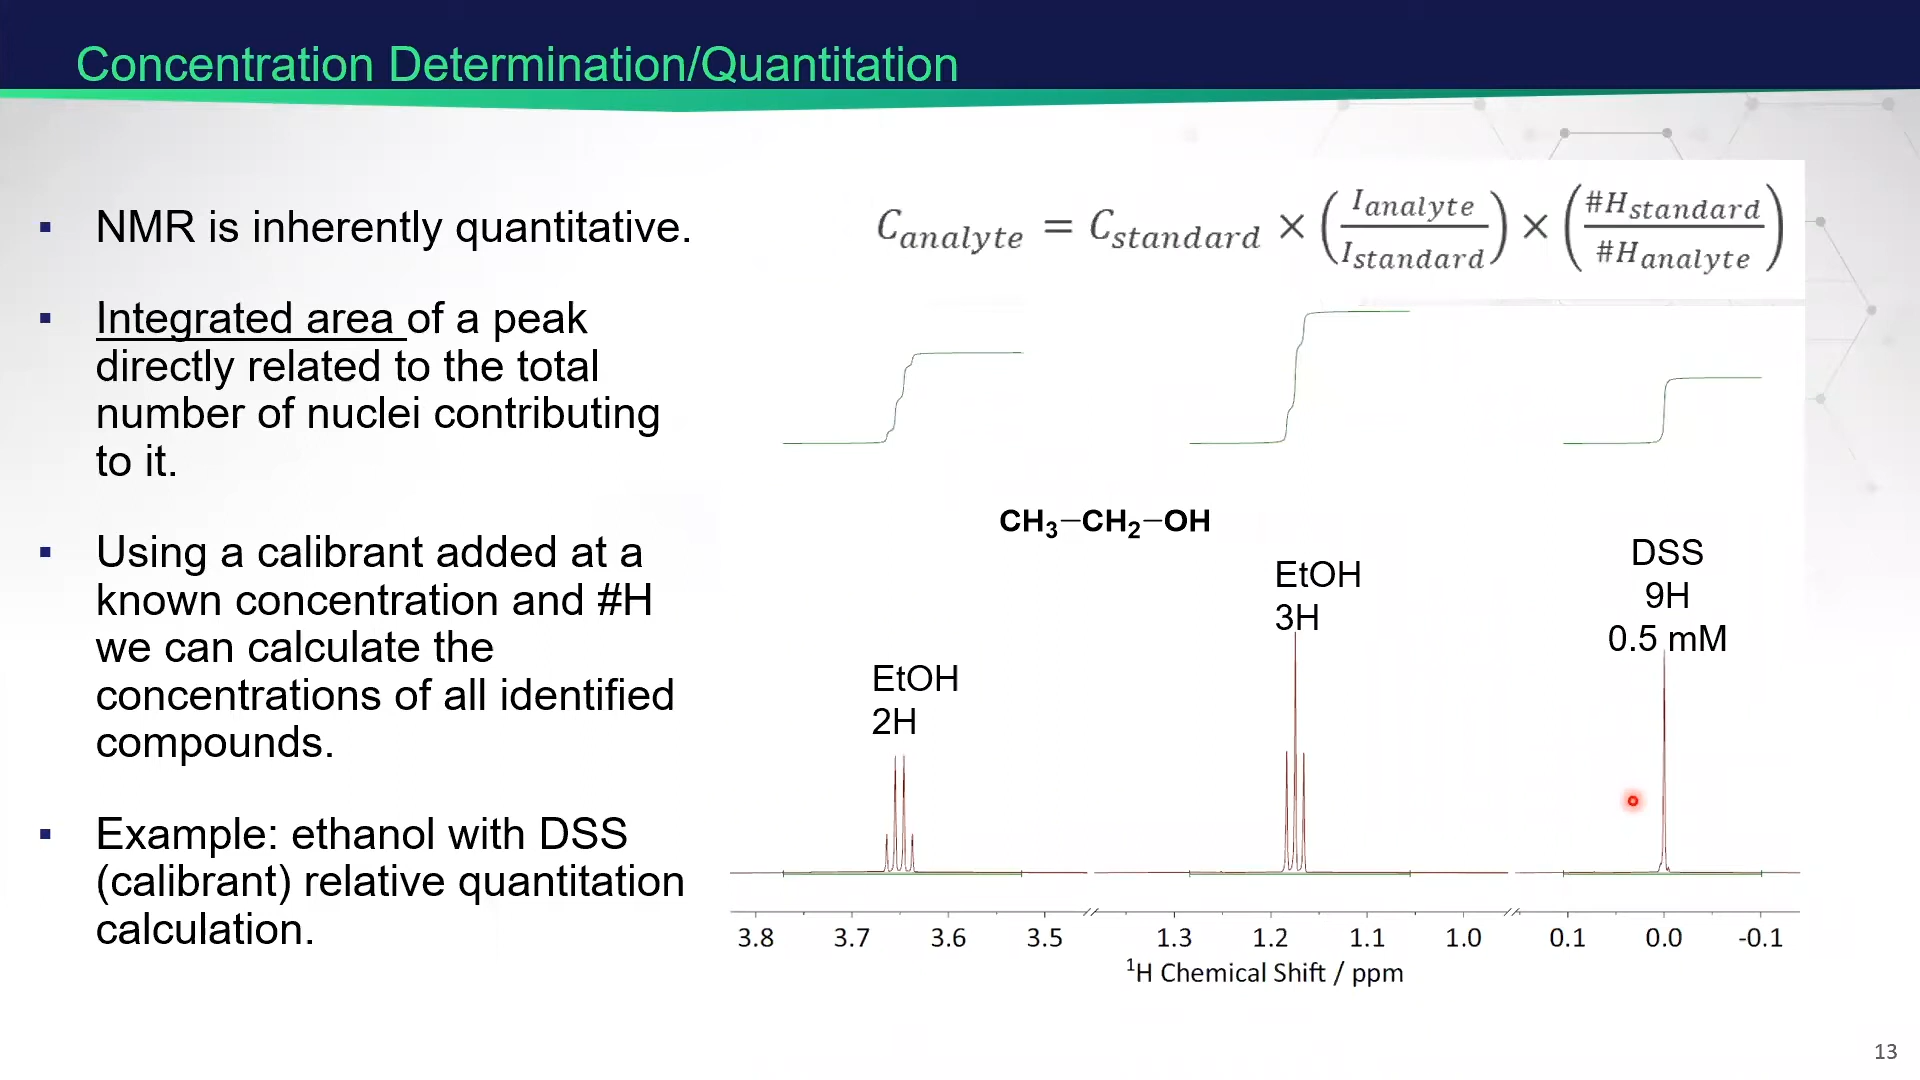 Concentration Determination/Quantitation
▪ NMR is inherently quantitative.
▪ Integrated area of a peak
directly related to the total
number of nuclei contributing
to it.
▪ Using a calibrant added at a
known concentration and #H
we can calculate the
concentrations of all identified
compounds.
▪ Example: ethanol with DSS
(calibrant) relative quantitation
calculation.
C_analyte = C_standard × (I_analyte / I_standard) × (#H_standard / #H_analyte)
CH₃–CH₂–OH
EtOH
2H
EtOH
3H
DSS
9H
0.5 mM
3.8 3.7 3.6 3.5 1.3 1.2 1.1 1.0 0.1 0.0 -0.1
¹H Chemical Shift / ppm
13